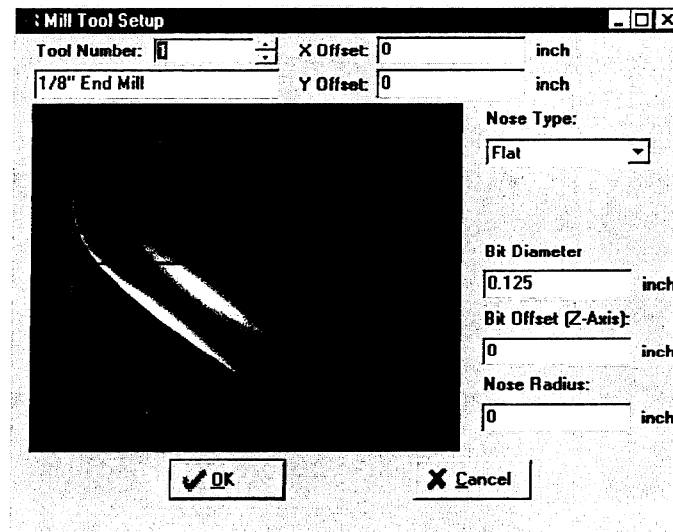 Mill Tool Setup
Tool Number: 1 X Offset: 0 inch
1/8" End Mill Y Offset: 0 inch
Nose Type:
Flat
Bit Diameter
0.125 inch
Bit Offset (Z-Axis):
0 inch
Nose Radius:
0 inch
OK Cancel